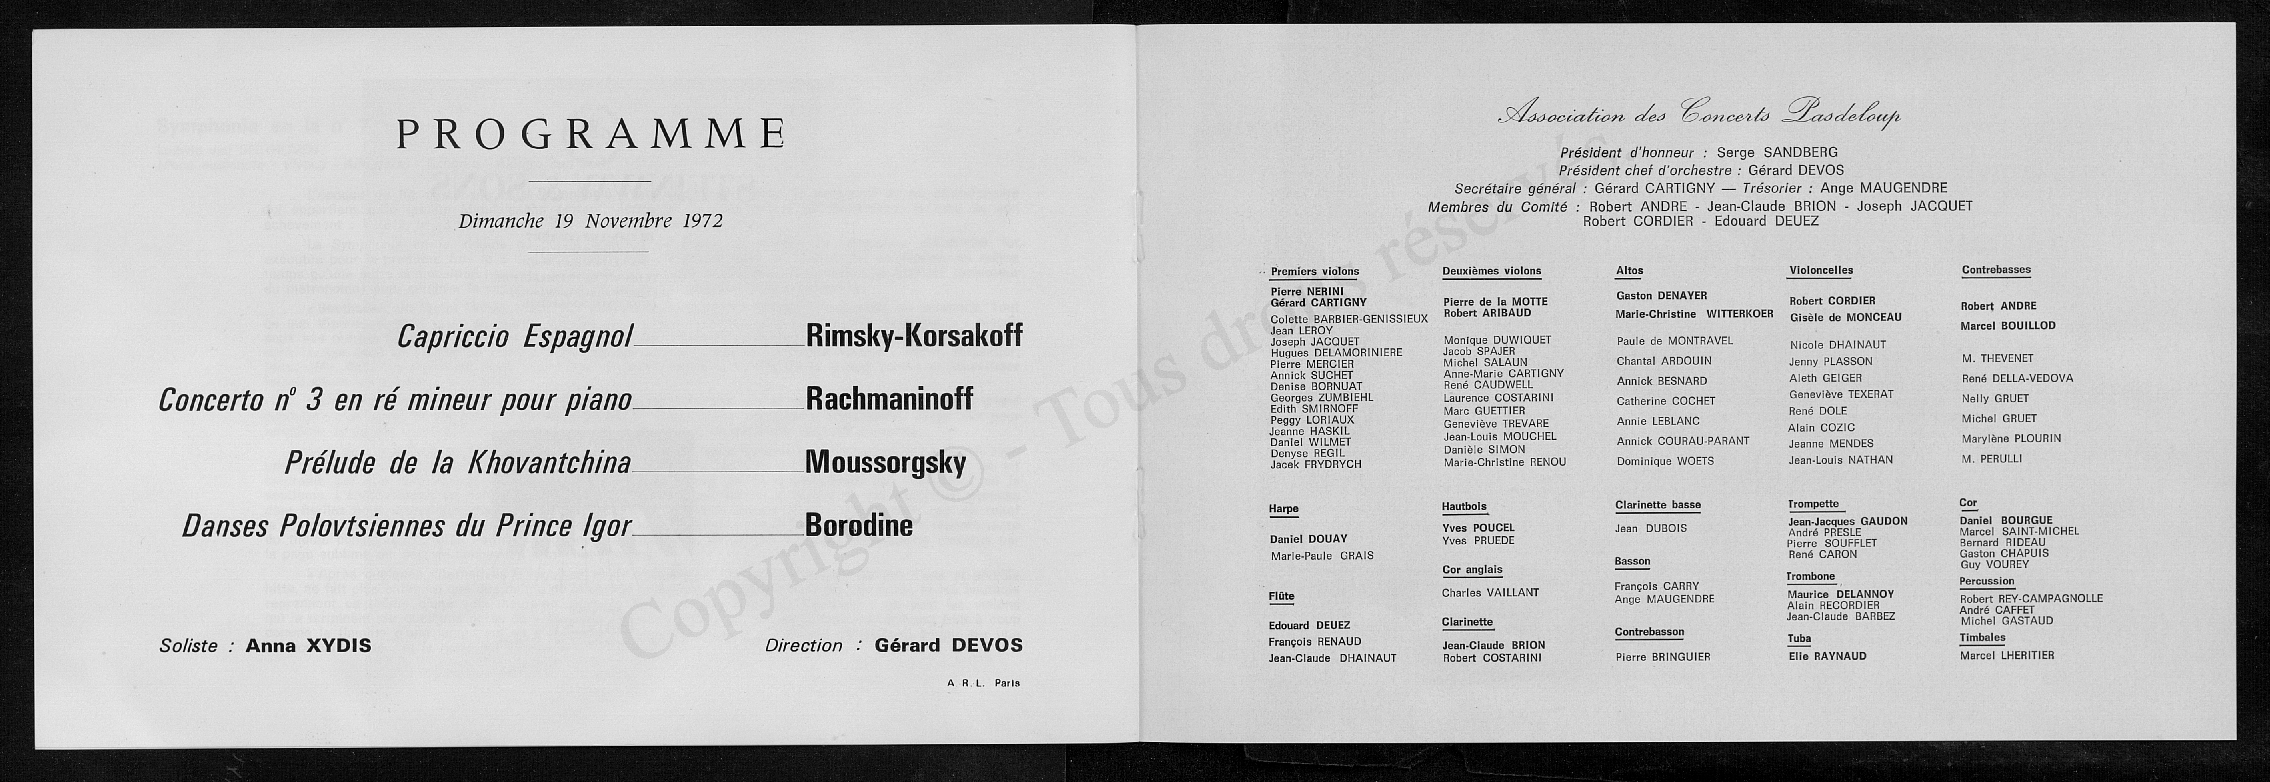 PROGRAMME
Dimanche 19 Novembre 1972
Capriccio Espagnol Rimsky-Korsakoff
Concerto nº 3 en ré mineur pour piano Rachmaninoff
Prélude de la Khovantchina Moussorgsky
Danses Polovtsiennes du Prince Igor Borodine
Soliste : Anna XYDIS Direction : Gérard DEVOS
A R. L. Paris
Association des Concerts Pasdeloup
Président d'honneur : Serge SANDBERG
Président chef d'orchestre : Gérard DEVOS
Secrétaire général : Gérard CARTIGNY — Trésorier : Ange MAUGENDRE
Membres du Comité : Robert ANDRE - Jean-Claude BRION - Joseph JACQUET
Robert CORDIER - Edouard DEUEZ
Premiers violons
Pierre NERINI
Gérard CARTIGNY
Colette BARBIER-GENISSIEUX
Jean LEROY
Joseph JACQUET
Hugues DELAMORINIERE
Pierre MERCIER
Annick SUCHET
Denise BORNUAT
Georges ZUMBIEHL
Edith SMIRNOFF
Peggy LORIAUX
Jeanne HASKIL
Daniel WILMET
Denyse REGIL
Jacek FRYDRYCH
Deuxièmes violons
Pierre de la MOTTE
Robert ARIBAUD
Monique DUWIQUET
Jacob SPAJER
Michel SALAUN
Anne-Marie CARTIGNY
René CAUDWELL
Laurence COSTARINI
Marc GUETTIER
Geneviève TREVARE
Jean-Louis MOUCHEL
Danièle SIMON
Marie-Christine RENOU
Altos
Gaston DENAYER
Marie-Christine WITTERKOER
Paule de MONTRAVEL
Chantal ARDOUIN
Annick BESNARD
Catherine COCHET
Annie LEBLANC
Annick COURAU-PARANT
Dominique WOETS
Violoncelles
Robert CORDIER
Gisèle de MONCEAU
Nicole DHAINAUT
Jenny PLASSON
Aleth GEIGER
Geneviève TEXERAT
René DOLE
Alain COZIC
Jeanne MENDES
Jean-Louis NATHAN
Contrebasses
Robert ANDRE
Marcel BOUILLOD
M. THEVENET
René DELLA-VEDOVA
Nelly GRUET
Michel GRUET
Marylène PLOURIN
M. PERULLI
Harpe
Daniel DOUAY
Marie-Paule GRAIS
Flûte
Edouard DEUEZ
François RENAUD
Jean-Claude DHAINAUT
Hautbois
Yves POUCEL
Yves PRUEDE
Cor anglais
Charles VAILLANT
Clarinette
Jean-Claude BRION
Robert COSTARINI
Clarinette basse
Jean DUBOIS
Basson
François CARRY
Ange MAUGENDRE
Contrebasson
Pierre BRINGUIER
Trompette
Jean-Jacques GAUDON
André PRESLE
Pierre SOUFFLET
René CARON
Trombone
Maurice DELANNOY
Alain RECORDIER
Jean-Claude BARBEZ
Tuba
Elie RAYNAUD
Cor
Daniel BOURGUE
Marcel SAINT-MICHEL
Bernard RIDEAU
Gaston CHAPUIS
Guy VOUREY
Percussion
Robert REY-CAMPAGNOLLE
André CAFFET
Michel GASTAUD
Timbales
Marcel LHERITIER
Copyright © - Tous droits réservés